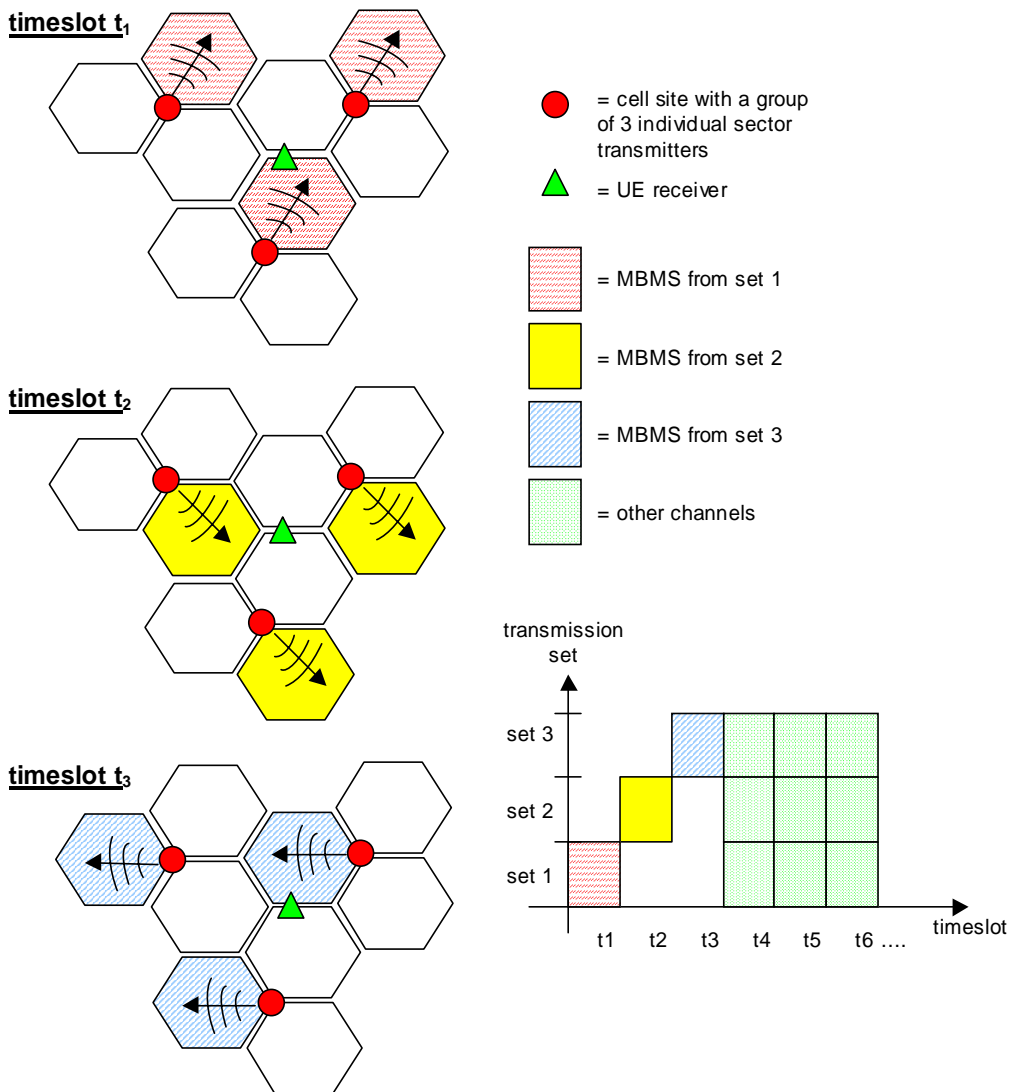 timeslot t1
= cell site with a group
of 3 individual sector
transmitters
= UE receiver
= MBMS from set 1
= MBMS from set 2
= MBMS from set 3
= other channels
timeslot t2
timeslot t3
transmission
set
set 3
set 2
set 1
t1 t2 t3 t4 t5 t6 ....
timeslot